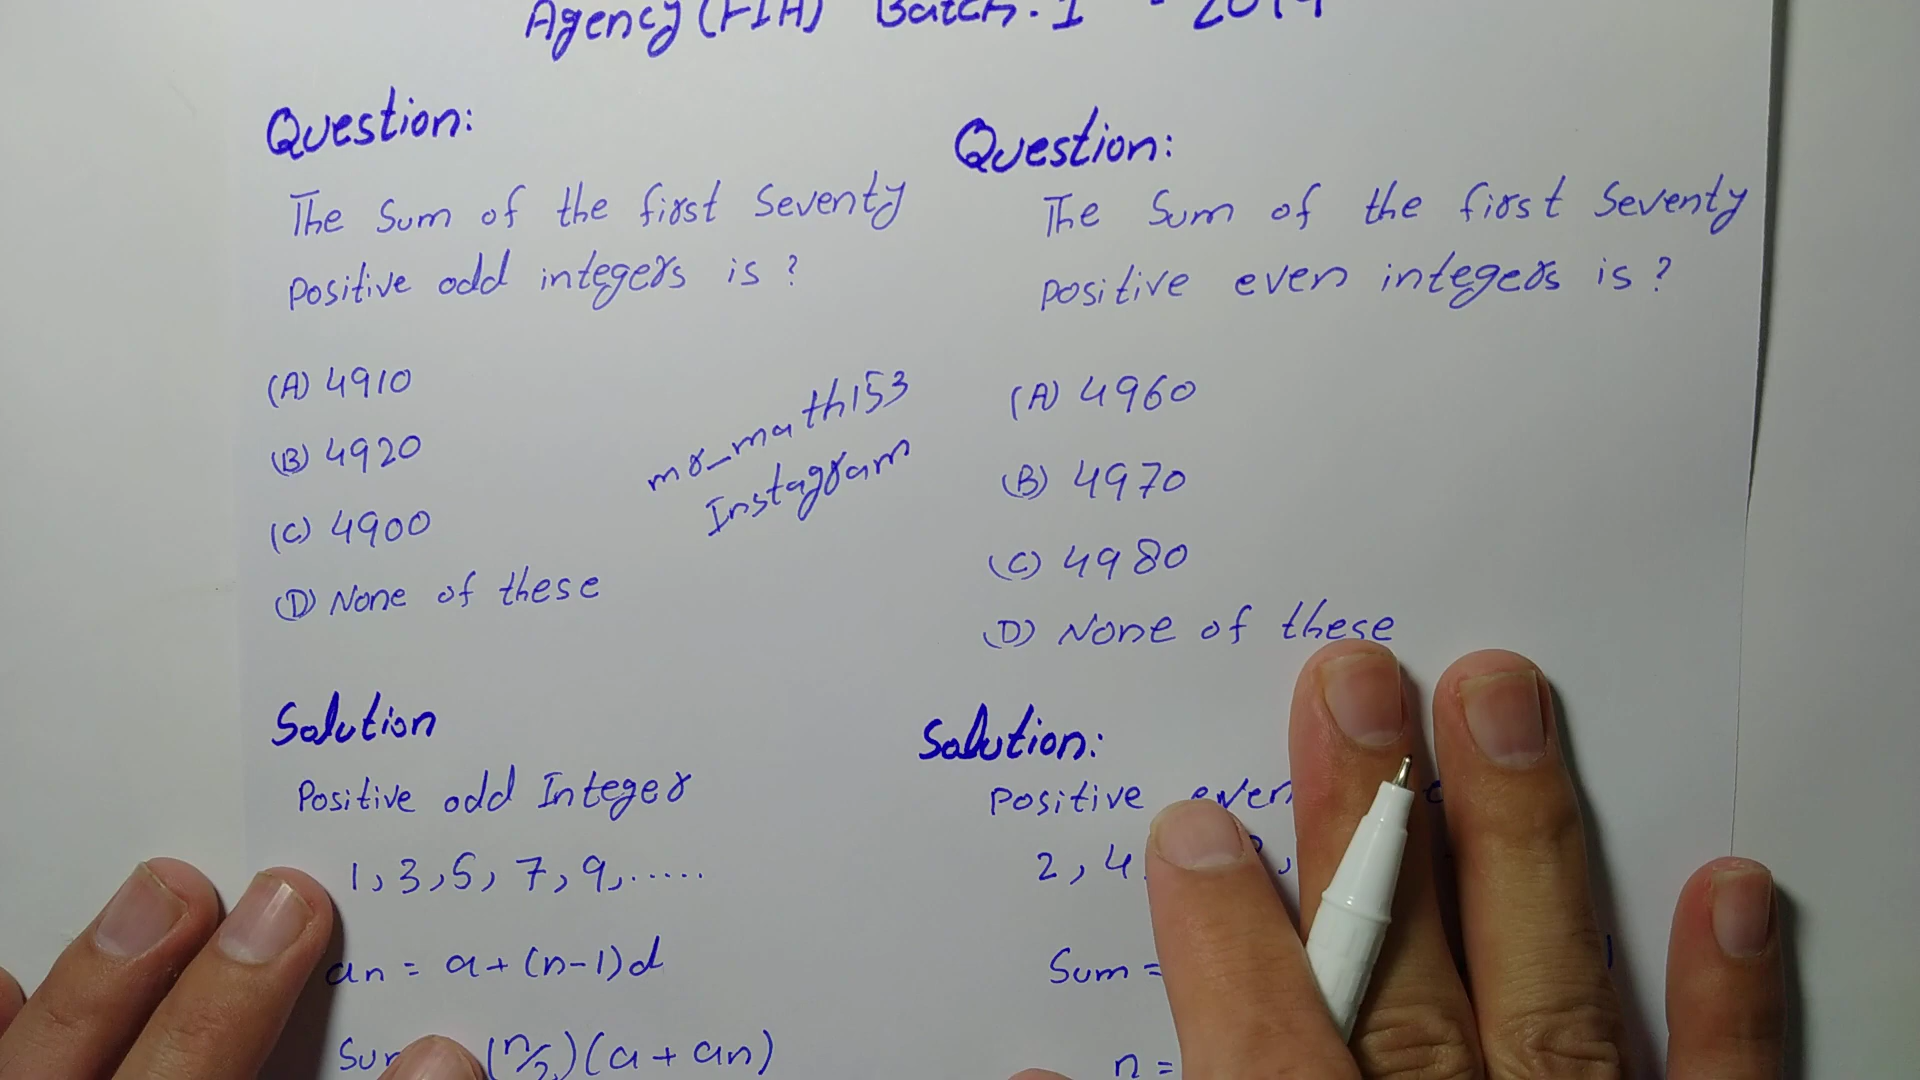 Agency (FIA) Batch: I - 2019
Question:
The Sum of the first Seventy
Positive odd integers is ?
(A) 4910
(B) 4920
(C) 4900
(D) None of these
mr_math153
Instagram
Solution
Positive odd Integer
1, 3, 5, 7, 9, .....
an = a + (n-1)d
(n/2)(a + an)
Question:
The Sum of the first Seventy
positive even integers is ?
(A) 4960
(B) 4970
(C) 4980
(D) None of these
Solution:
Positive even
2, 4
Sum =
n =